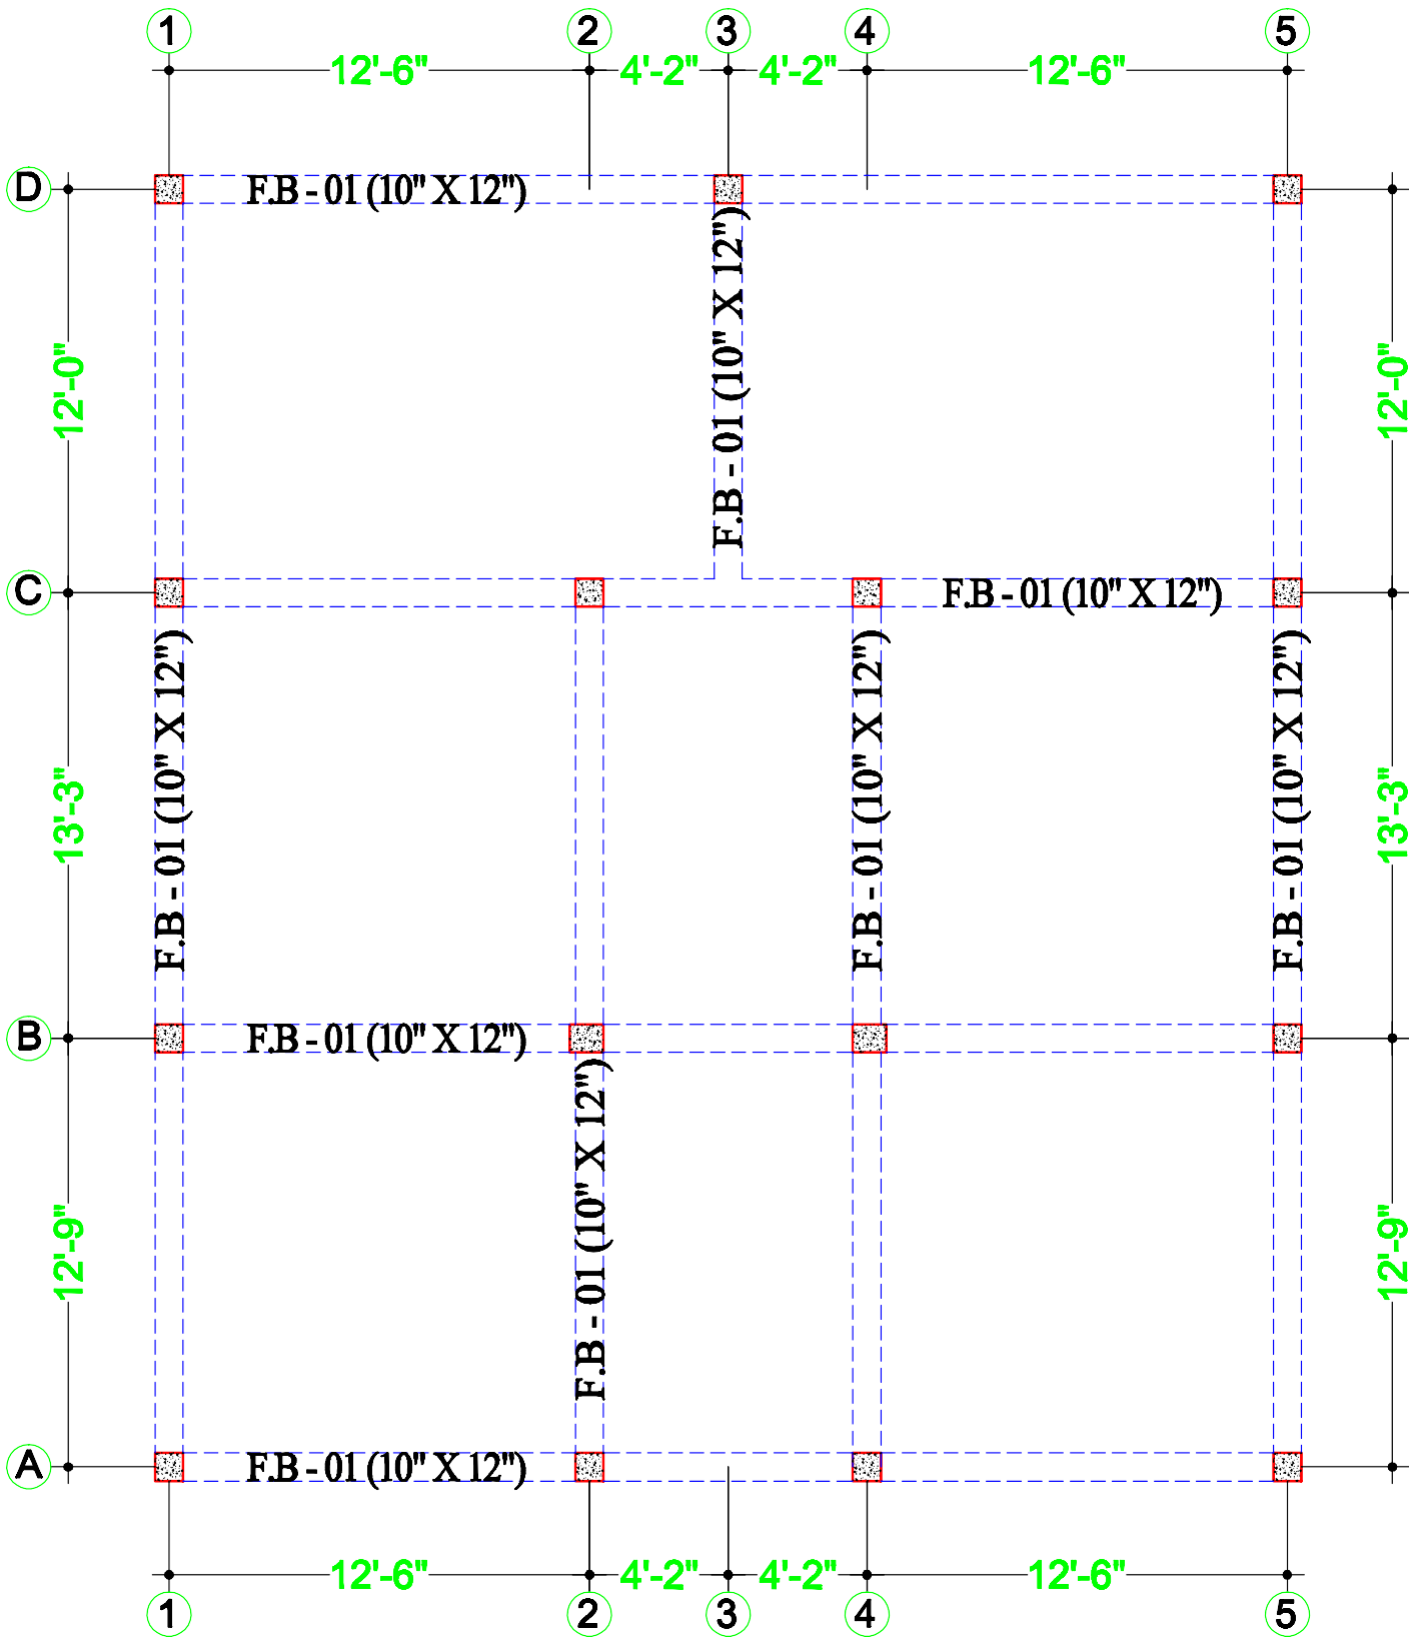 1 2 3 4 5
12'-6" 4'-2" 4'-2" 12'-6"
D F.B - 01 (10" X 12")
F.B - 01 (10" X 12")
12'-0" 12'-0"
C F.B - 01 (10" X 12")
F.B - 01 (10" X 12") F.B - 01 (10" X 12") F.B - 01 (10" X 12")
13'-3" 13'-3"
B F.B - 01 (10" X 12")
F.B - 01 (10" X 12")
12'-9" 12'-9"
A F.B - 01 (10" X 12")
12'-6" 4'-2" 4'-2" 12'-6"
1 2 3 4 5